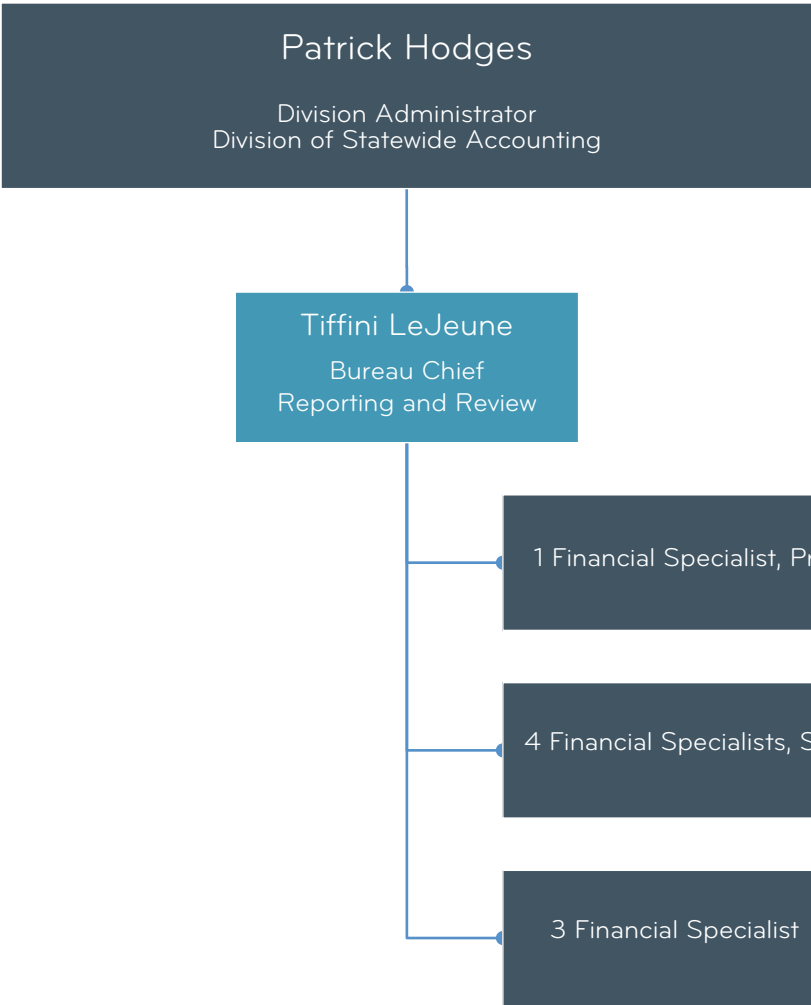 Patrick Hodges
Division Administrator
Division of Statewide Accounting
Tiffini LeJeune
Bureau Chief
Reporting and Review
1 Financial Specialist,
4 Financial Specialists,
3 Financial Specialist